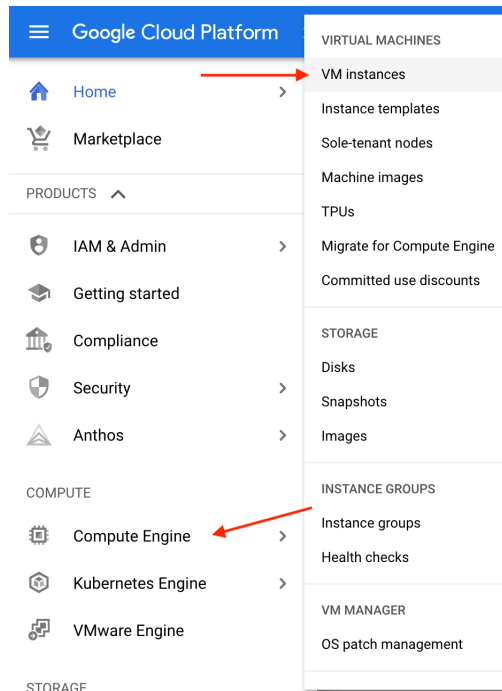 Google Cloud Platform
Home
Marketplace
PRODUCTS
IAM & Admin
Getting started
Compliance
Security
Anthos
COMPUTE
Compute Engine
Kubernetes Engine
VMware Engine
STORAGE
VIRTUAL MACHINES
VM instances
Instance templates
Sole-tenant nodes
Machine images
TPUs
Migrate for Compute Engine
Committed use discounts
STORAGE
Disks
Snapshots
Images
INSTANCE GROUPS
Instance groups
Health checks
VM MANAGER
OS patch management